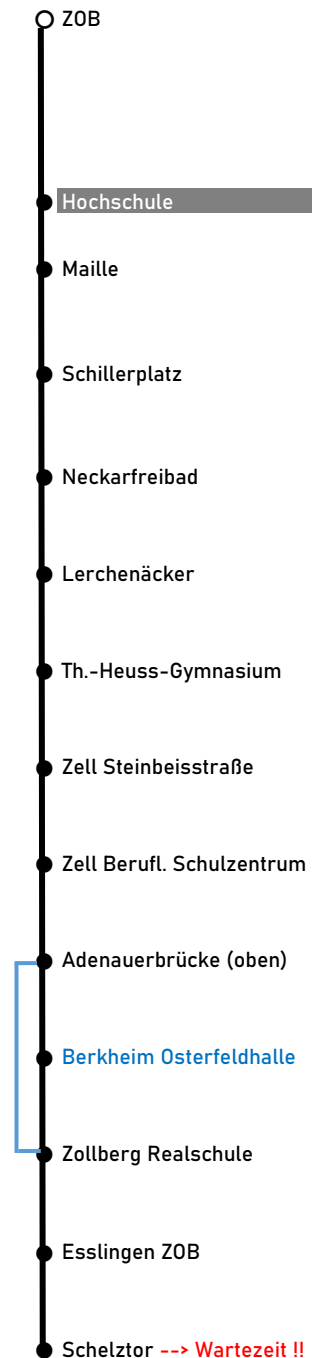 ZOB
Hochschule
Maille
Schillerplatz
Neckarfreibad
Lerchenäcker
Th.-Heuss-Gymnasium
Zell Steinbeisstraße
Zell Berufl. Schulzentrum
Adenauerbrücke (oben)
Berkheim Osterfeldhalle
Zollberg Realschule
Esslingen ZOB
Schelztor --> Wartezeit !!